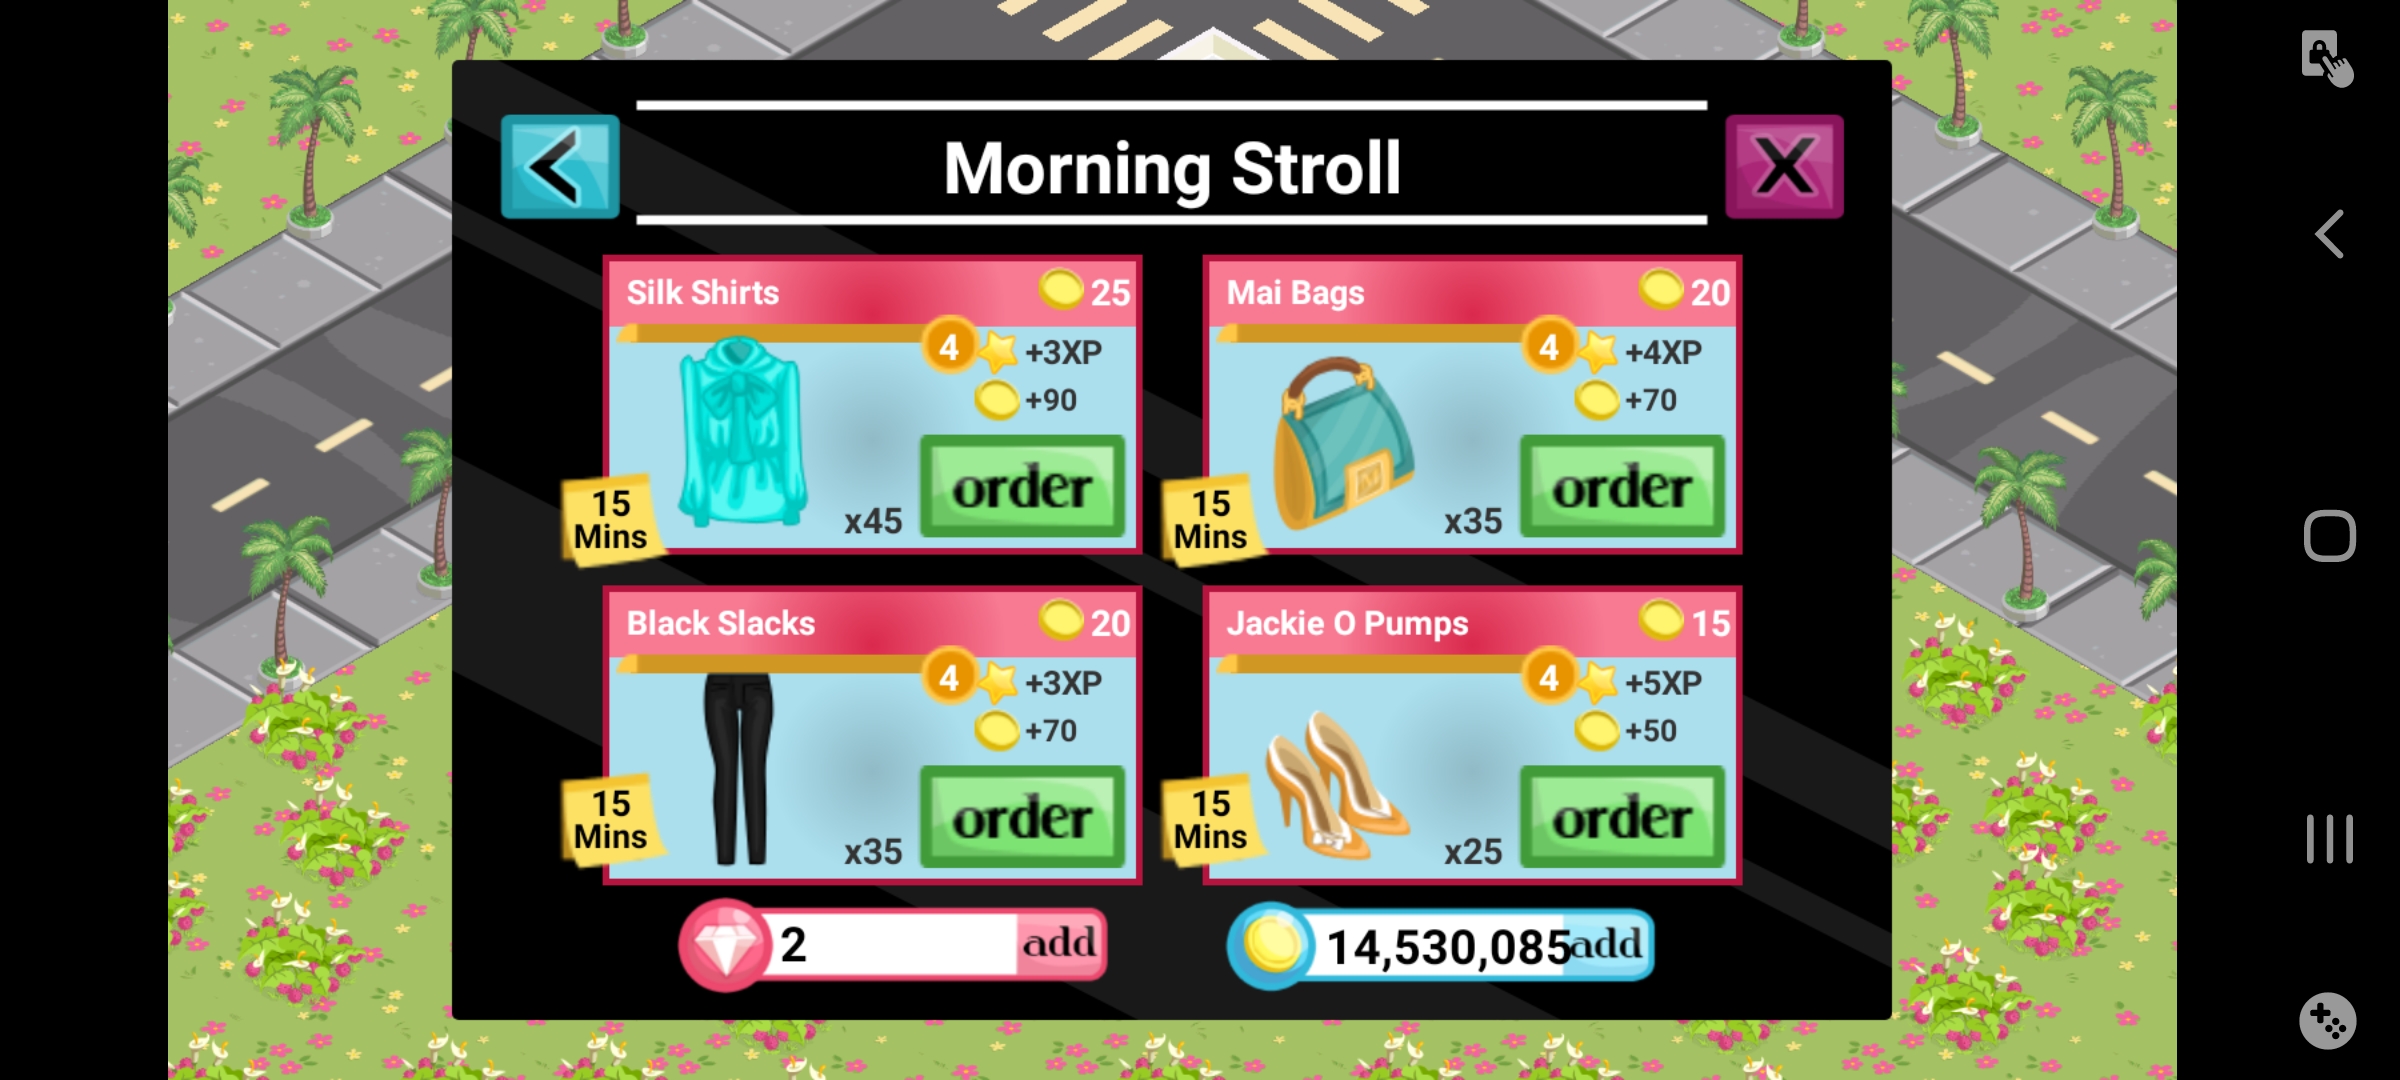 Morning Stroll
X
Silk Shirts 25
4 +3XP
+90
15
Mins
x45
order
Mai Bags 20
4 +4XP
+70
15
Mins
x35
order
Black Slacks 20
4 +3XP
+70
15
Mins
x35
order
Jackie O Pumps 15
4 +5XP
+50
15
Mins
x25
order
2 add
14,530,085 add